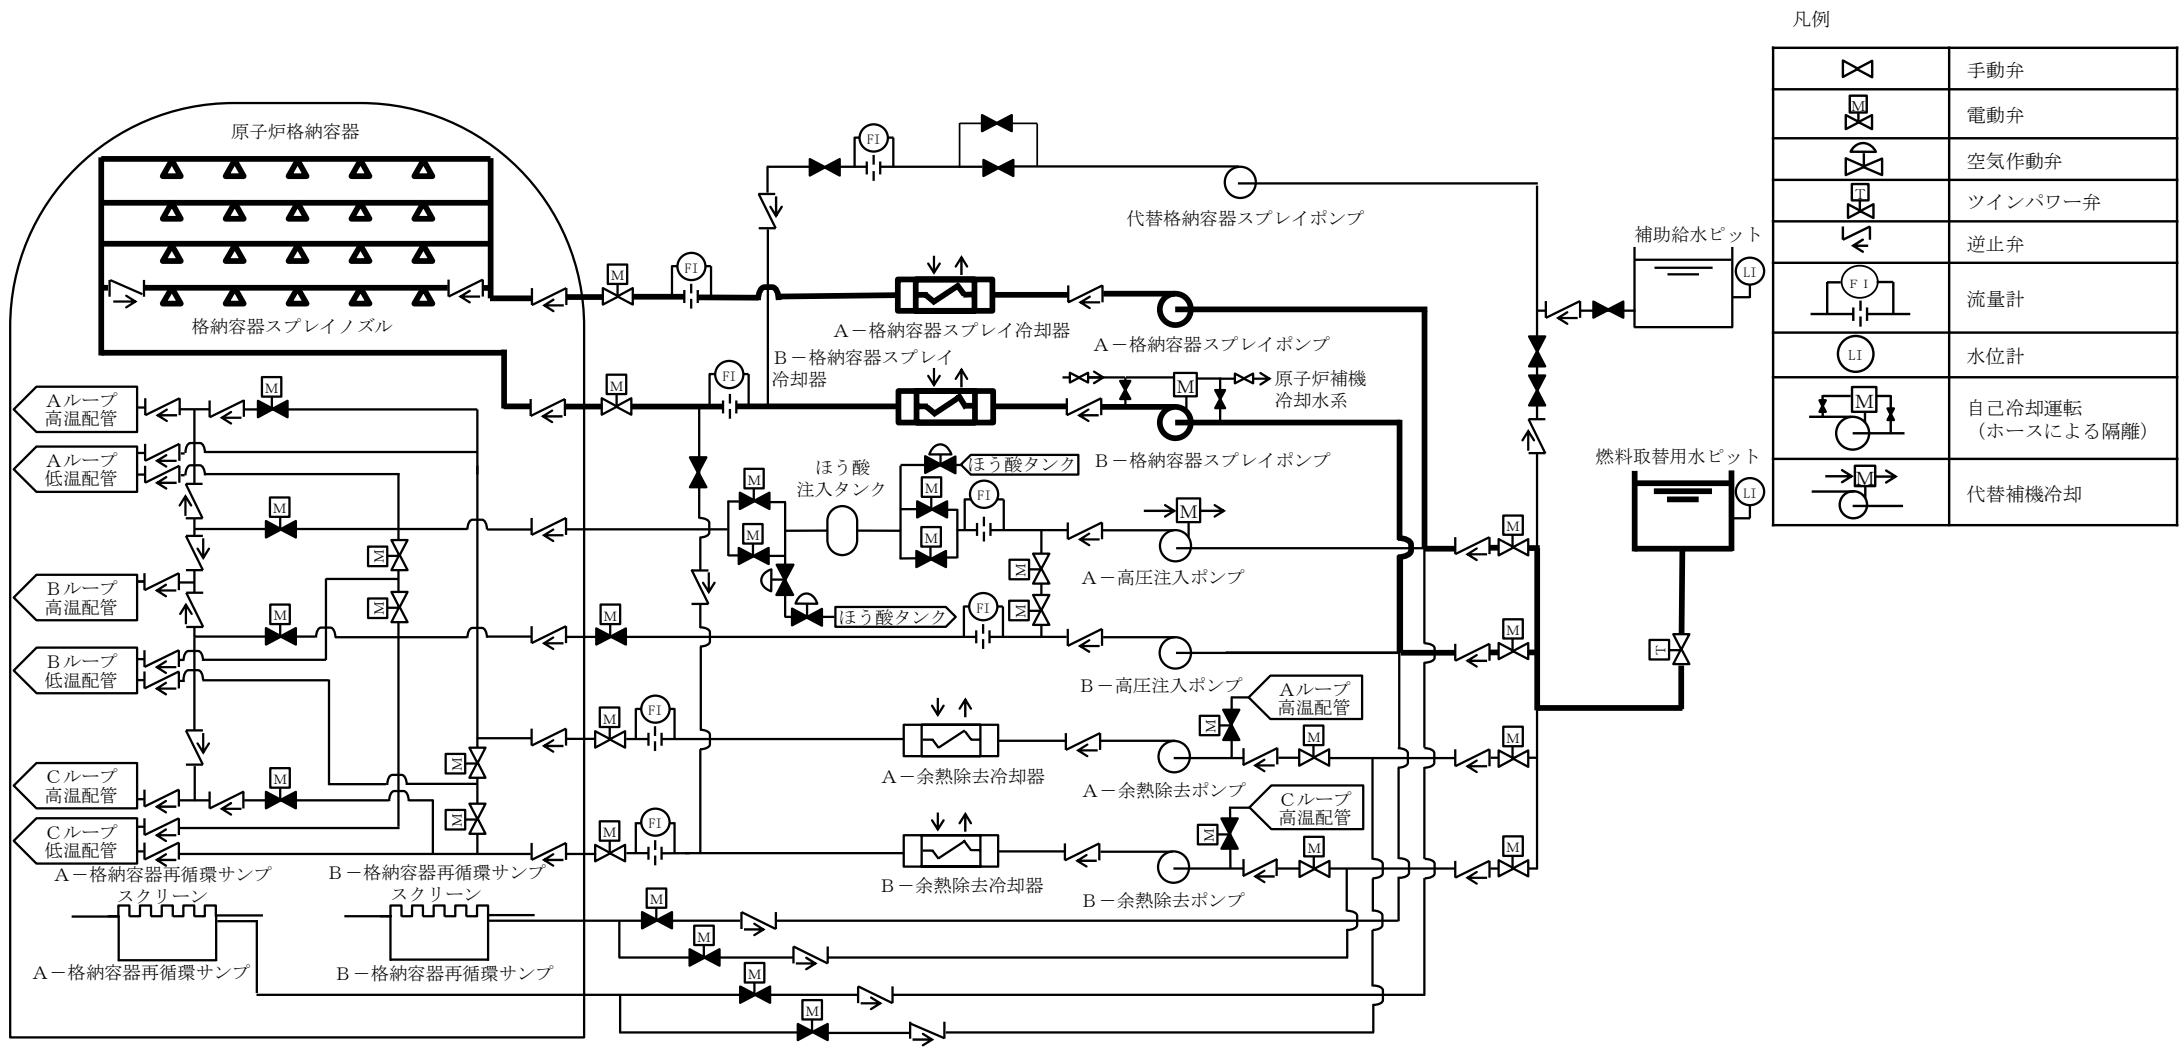 凡例
手動弁
M
電動弁
空気作動弁
T
ツインパワー弁
逆止弁
FI
流量計
LI
水位計
M
自己冷却運転
（ホースによる隔離）
M
代替補機冷却
原子炉格納容器
格納容器スプレイノズル
M
FI
FI
代替格納容器スプレイポンプ
補助給水ピット
LI
A－格納容器スプレイ冷却器
A－格納容器スプレイポンプ
B－格納容器スプレイ
冷却器
M
FI
M
原子炉補機
冷却水系
B－格納容器スプレイポンプ
燃料取替用水ピット
LI
Aループ
高温配管
M
Aループ
低温配管
M
M
Bループ
高温配管
M
M
Bループ
低温配管
Cループ
高温配管
M
M
Cループ
低温配管
M
ほう酸
注入タンク
M
M
ほう酸タンク
M
M
FI
M
A－高圧注入ポンプ
M
M
M
ほう酸タンク
FI
M
B－高圧注入ポンプ
M
M
T
M
FI
A－余熱除去冷却器
A－余熱除去ポンプ
Aループ
高温配管
M
M
M
M
FI
B－余熱除去冷却器
B－余熱除去ポンプ
Cループ
高温配管
M
M
M
A－格納容器再循環サンプ
スクリーン
B－格納容器再循環サンプ
スクリーン
A－格納容器再循環サンプ
B－格納容器再循環サンプ
M
M
M
M